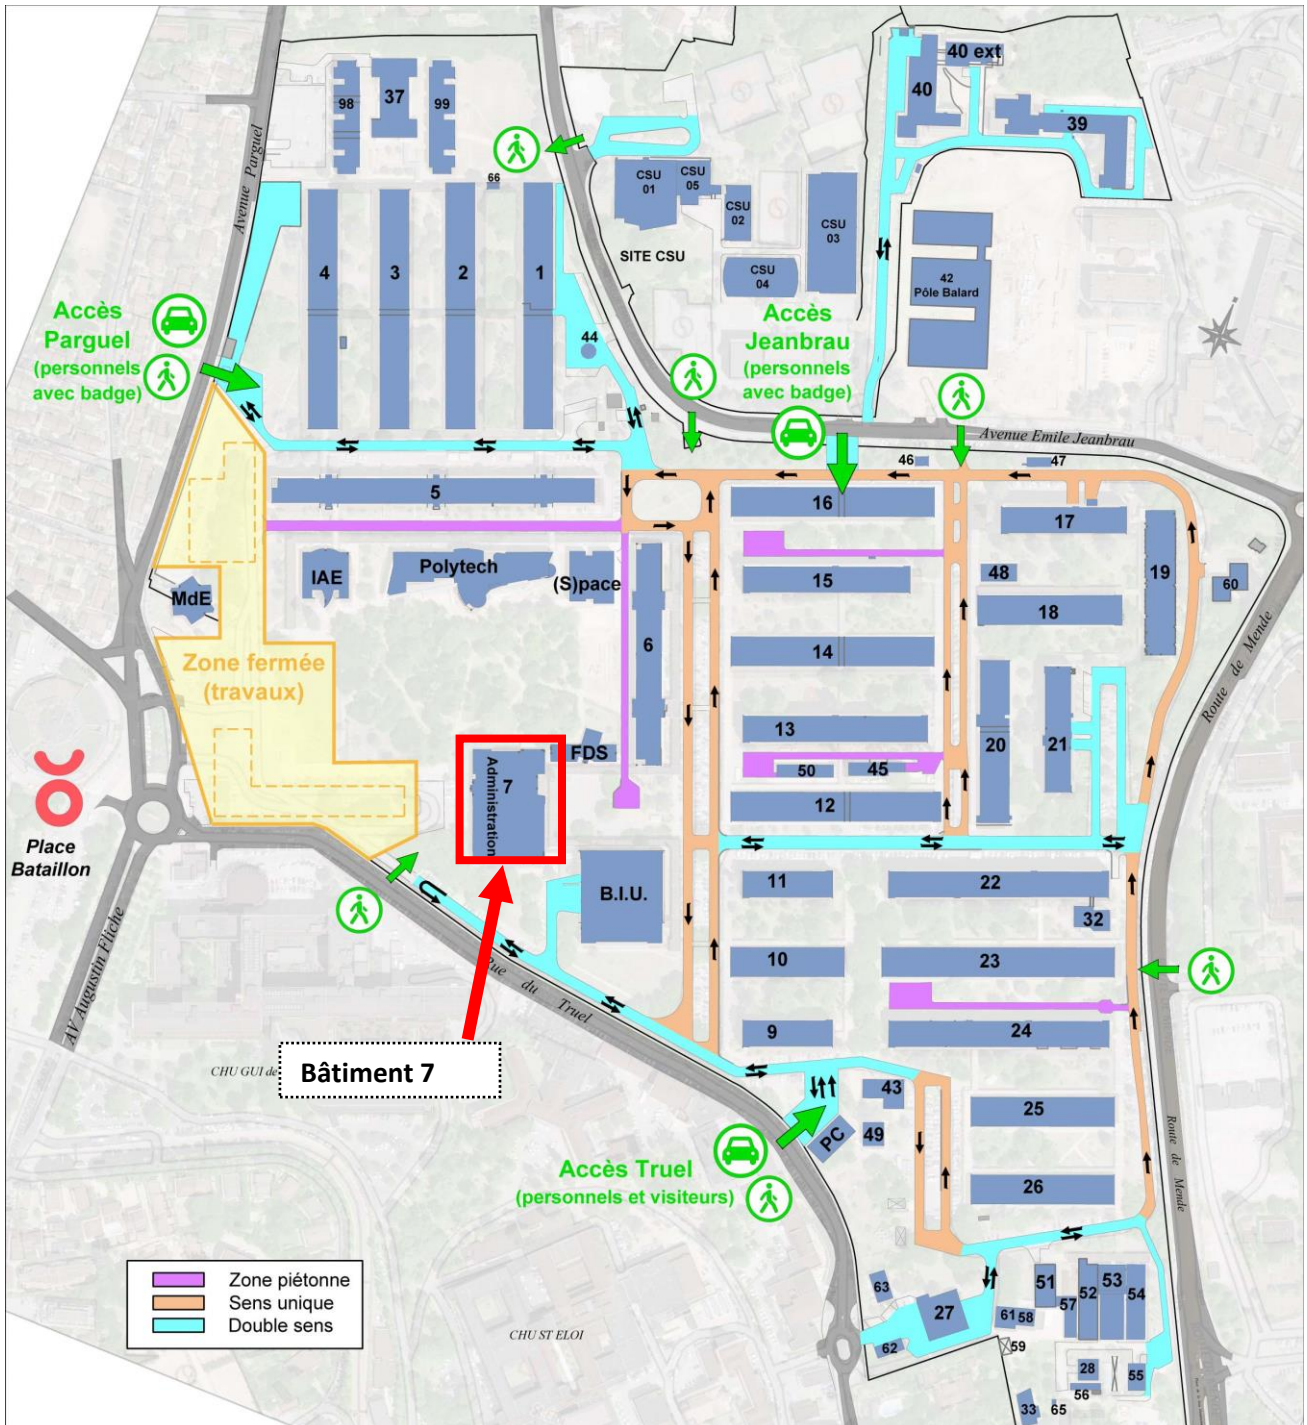 40 ext
40
39
98
37
99
66
CSU
01
CSU
05
CSU
02
CSU
03
CSU
04
SITE CSU
42
Pôle Balard
Avenue Parguel
4
3
2
1
44
Accès
Parguel
(personnels
avec badge)
Accès
Jeanbrau
(personnels
avec badge)
Avenue Emile Jeanbrau
46
47
5
16
17
19
60
IAE
Polytech
(S)pace
MdE
15
48
18
6
14
Zone fermée
(travaux)
Route de Mende
13
20
21
FDS
7
Administration
50
45
12
Place
Bataillon
B.I.U.
11
22
32
AV Augustin Fliche
10
23
Rue du Truel
9
24
CHU GUI de
Bâtiment 7
43
25
PC
49
Accès Truel
(personnels et visiteurs)
26
Route de Mende
Zone piétonne
Sens unique
Double sens
63
27
62
51
52
53
54
57
61
58
59
CHU ST ELOI
28
55
56
33
65